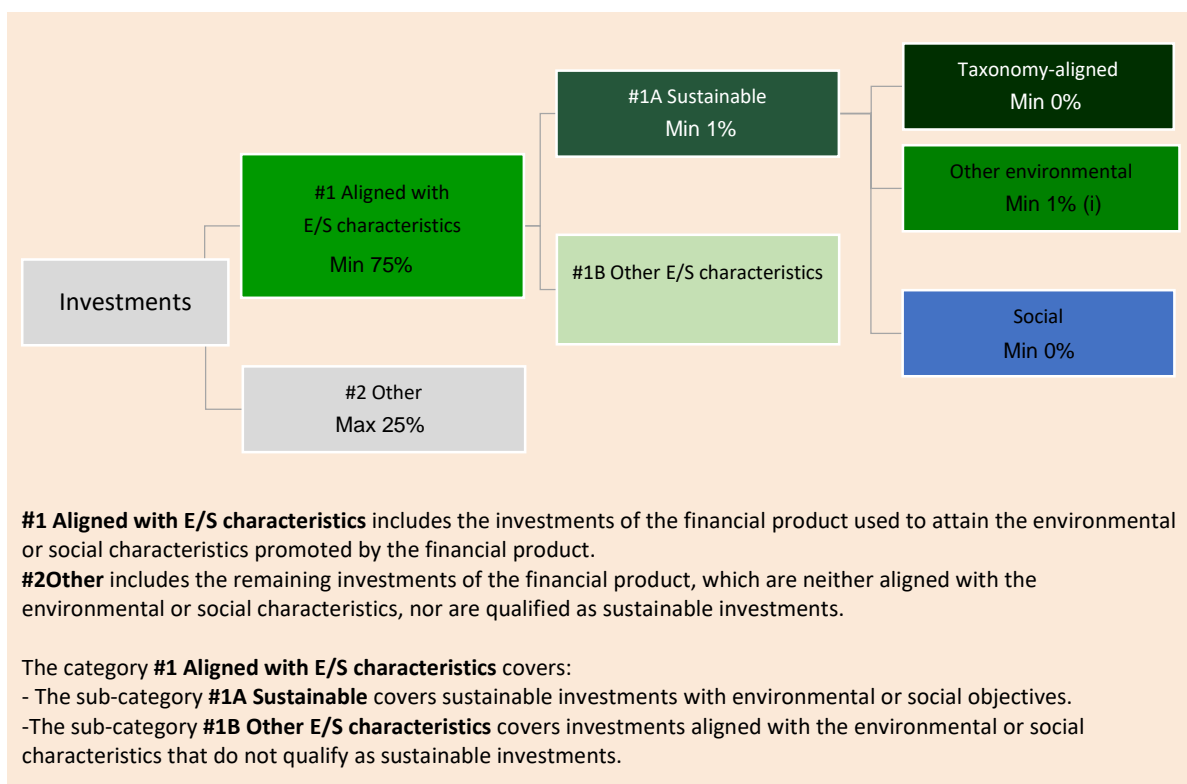 Investments
#1 Aligned with
E/S characteristics
Min 75%
#2 Other
Max 25%
#1A Sustainable
Min 1%
#1B Other E/S characteristics
Taxonomy-aligned
Min 0%
Other environmental
Min 1% (i)
Social
Min 0%
#1 Aligned with E/S characteristics includes the investments of the financial product used to attain the environmental
or social characteristics promoted by the financial product.
#2Other includes the remaining investments of the financial product, which are neither aligned with the
environmental or social characteristics, nor are qualified as sustainable investments.
The category #1 Aligned with E/S characteristics covers:
- The sub-category #1A Sustainable covers sustainable investments with environmental or social objectives.
-The sub-category #1B Other E/S characteristics covers investments aligned with the environmental or social
characteristics that do not qualify as sustainable investments.